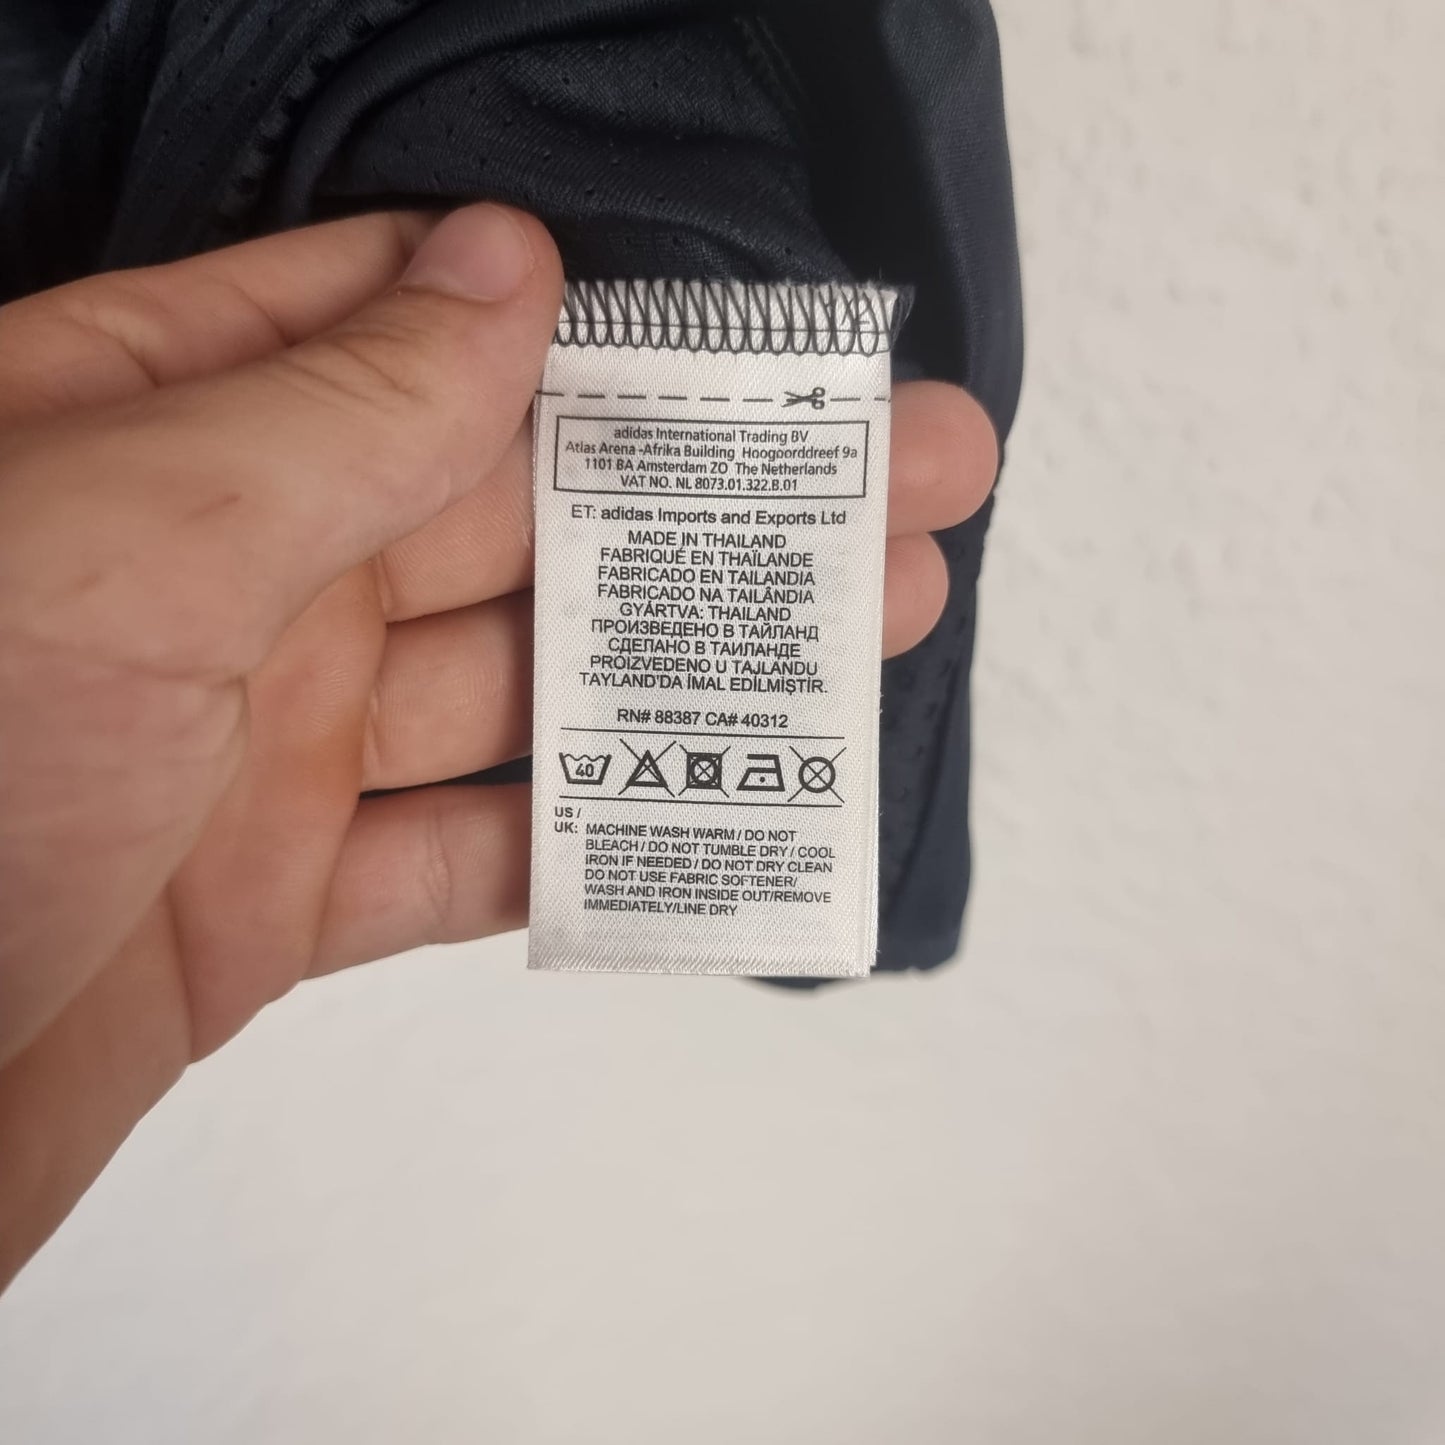 adidas International Trading BV
Atlas Arena -Afrika Building Hoogoorddreef 9a
1101 BA Amsterdam ZO The Netherlands
VAT NO. NL 8073.01.322.B.01
ET: adidas Imports and Exports Ltd
MADE IN THAILAND
FABRIQUÉ EN THAÏLANDE
FABRICADO EN TAILANDIA
FABRICADO NA TAILÂNDIA
GYÁRTVA: THAILAND
ПРОИЗВЕДЕНО В ТАЙЛАНД
СДЕЛАНО В ТАИЛАНДЕ
PROIZVEDENO U TAJLANDU
TAYLAND'DA İMAL EDİLMİŞTİR.
RN# 88387 CA# 40312
40
US /
UK: MACHINE WASH WARM / DO NOT
BLEACH / DO NOT TUMBLE DRY / COOL
IRON IF NEEDED / DO NOT DRY CLEAN
DO NOT USE FABRIC SOFTENER/
WASH AND IRON INSIDE OUT/REMOVE
IMMEDIATELY/LINE DRY